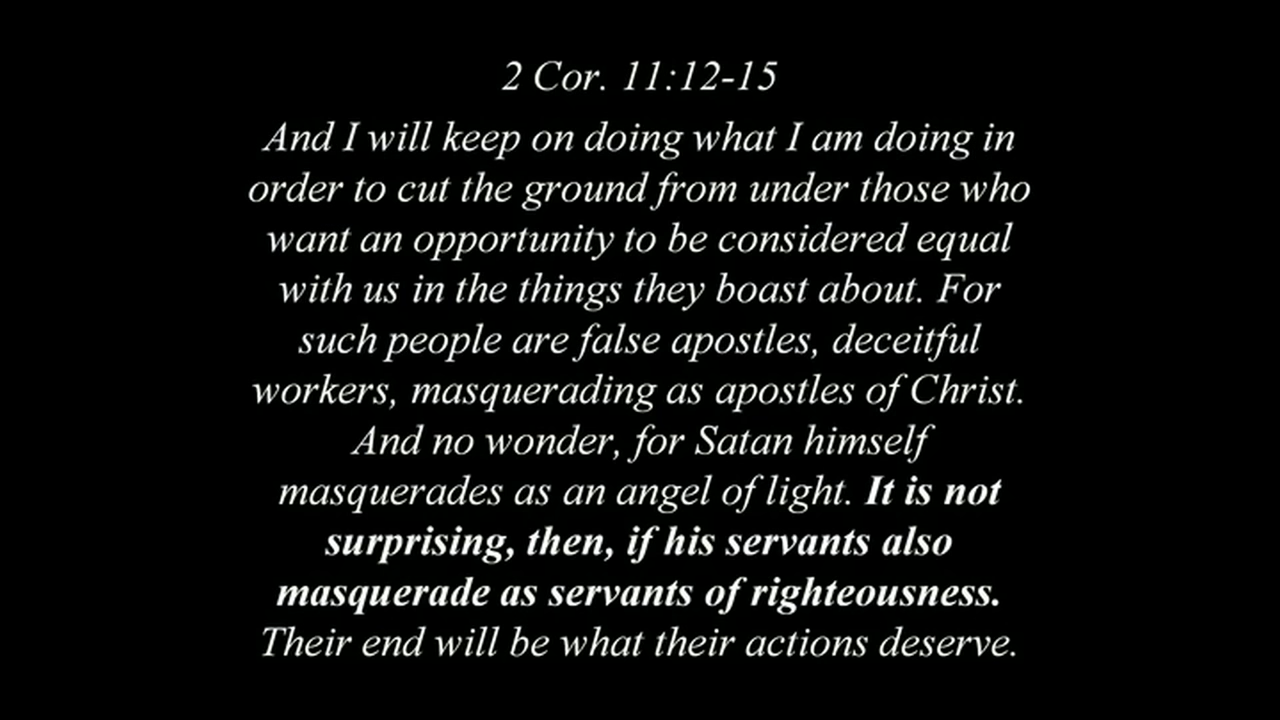 2 Cor. 11:12-15
And I will keep on doing what I am doing in
order to cut the ground from under those who
want an opportunity to be considered equal
with us in the things they boast about. For
such people are false apostles, deceitful
workers, masquerading as apostles of Christ.
And no wonder, for Satan himself
masquerades as an angel of light. It is not
surprising, then, if his servants also
masquerade as servants of righteousness.
Their end will be what their actions deserve.